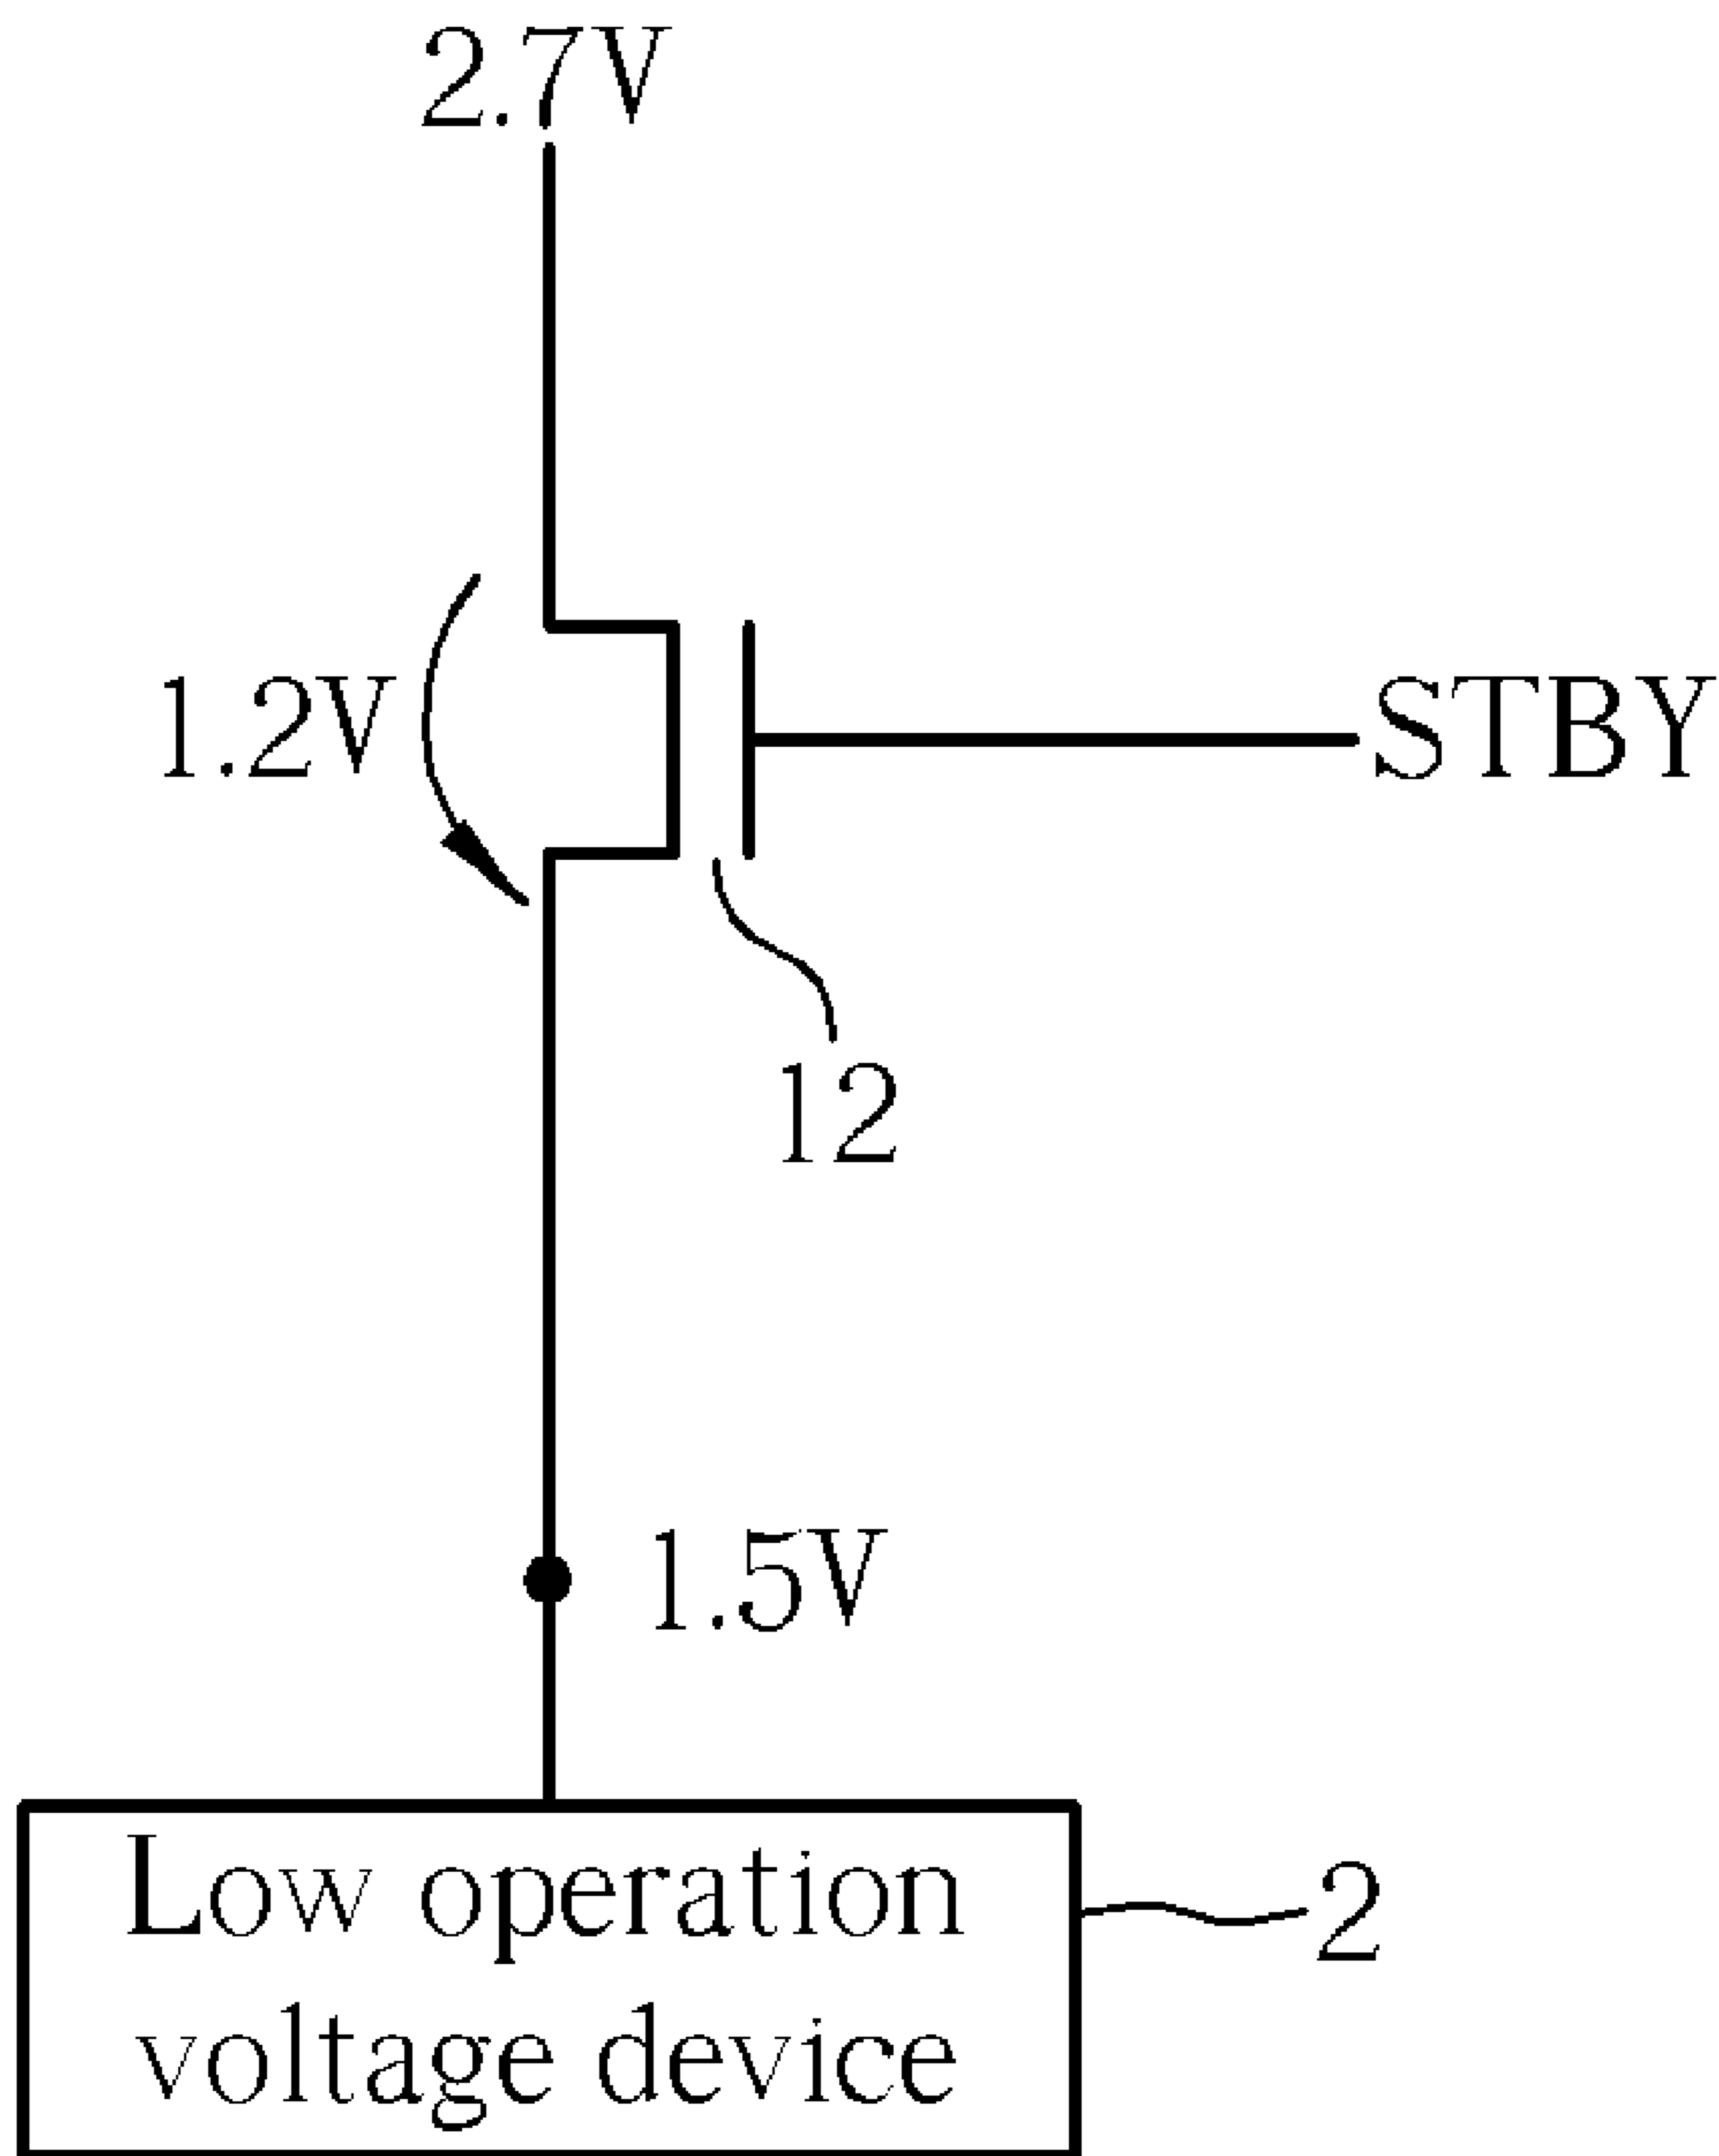 2.7V
1.2V
STBY
12
1.5V
Low operation
voltage device
2